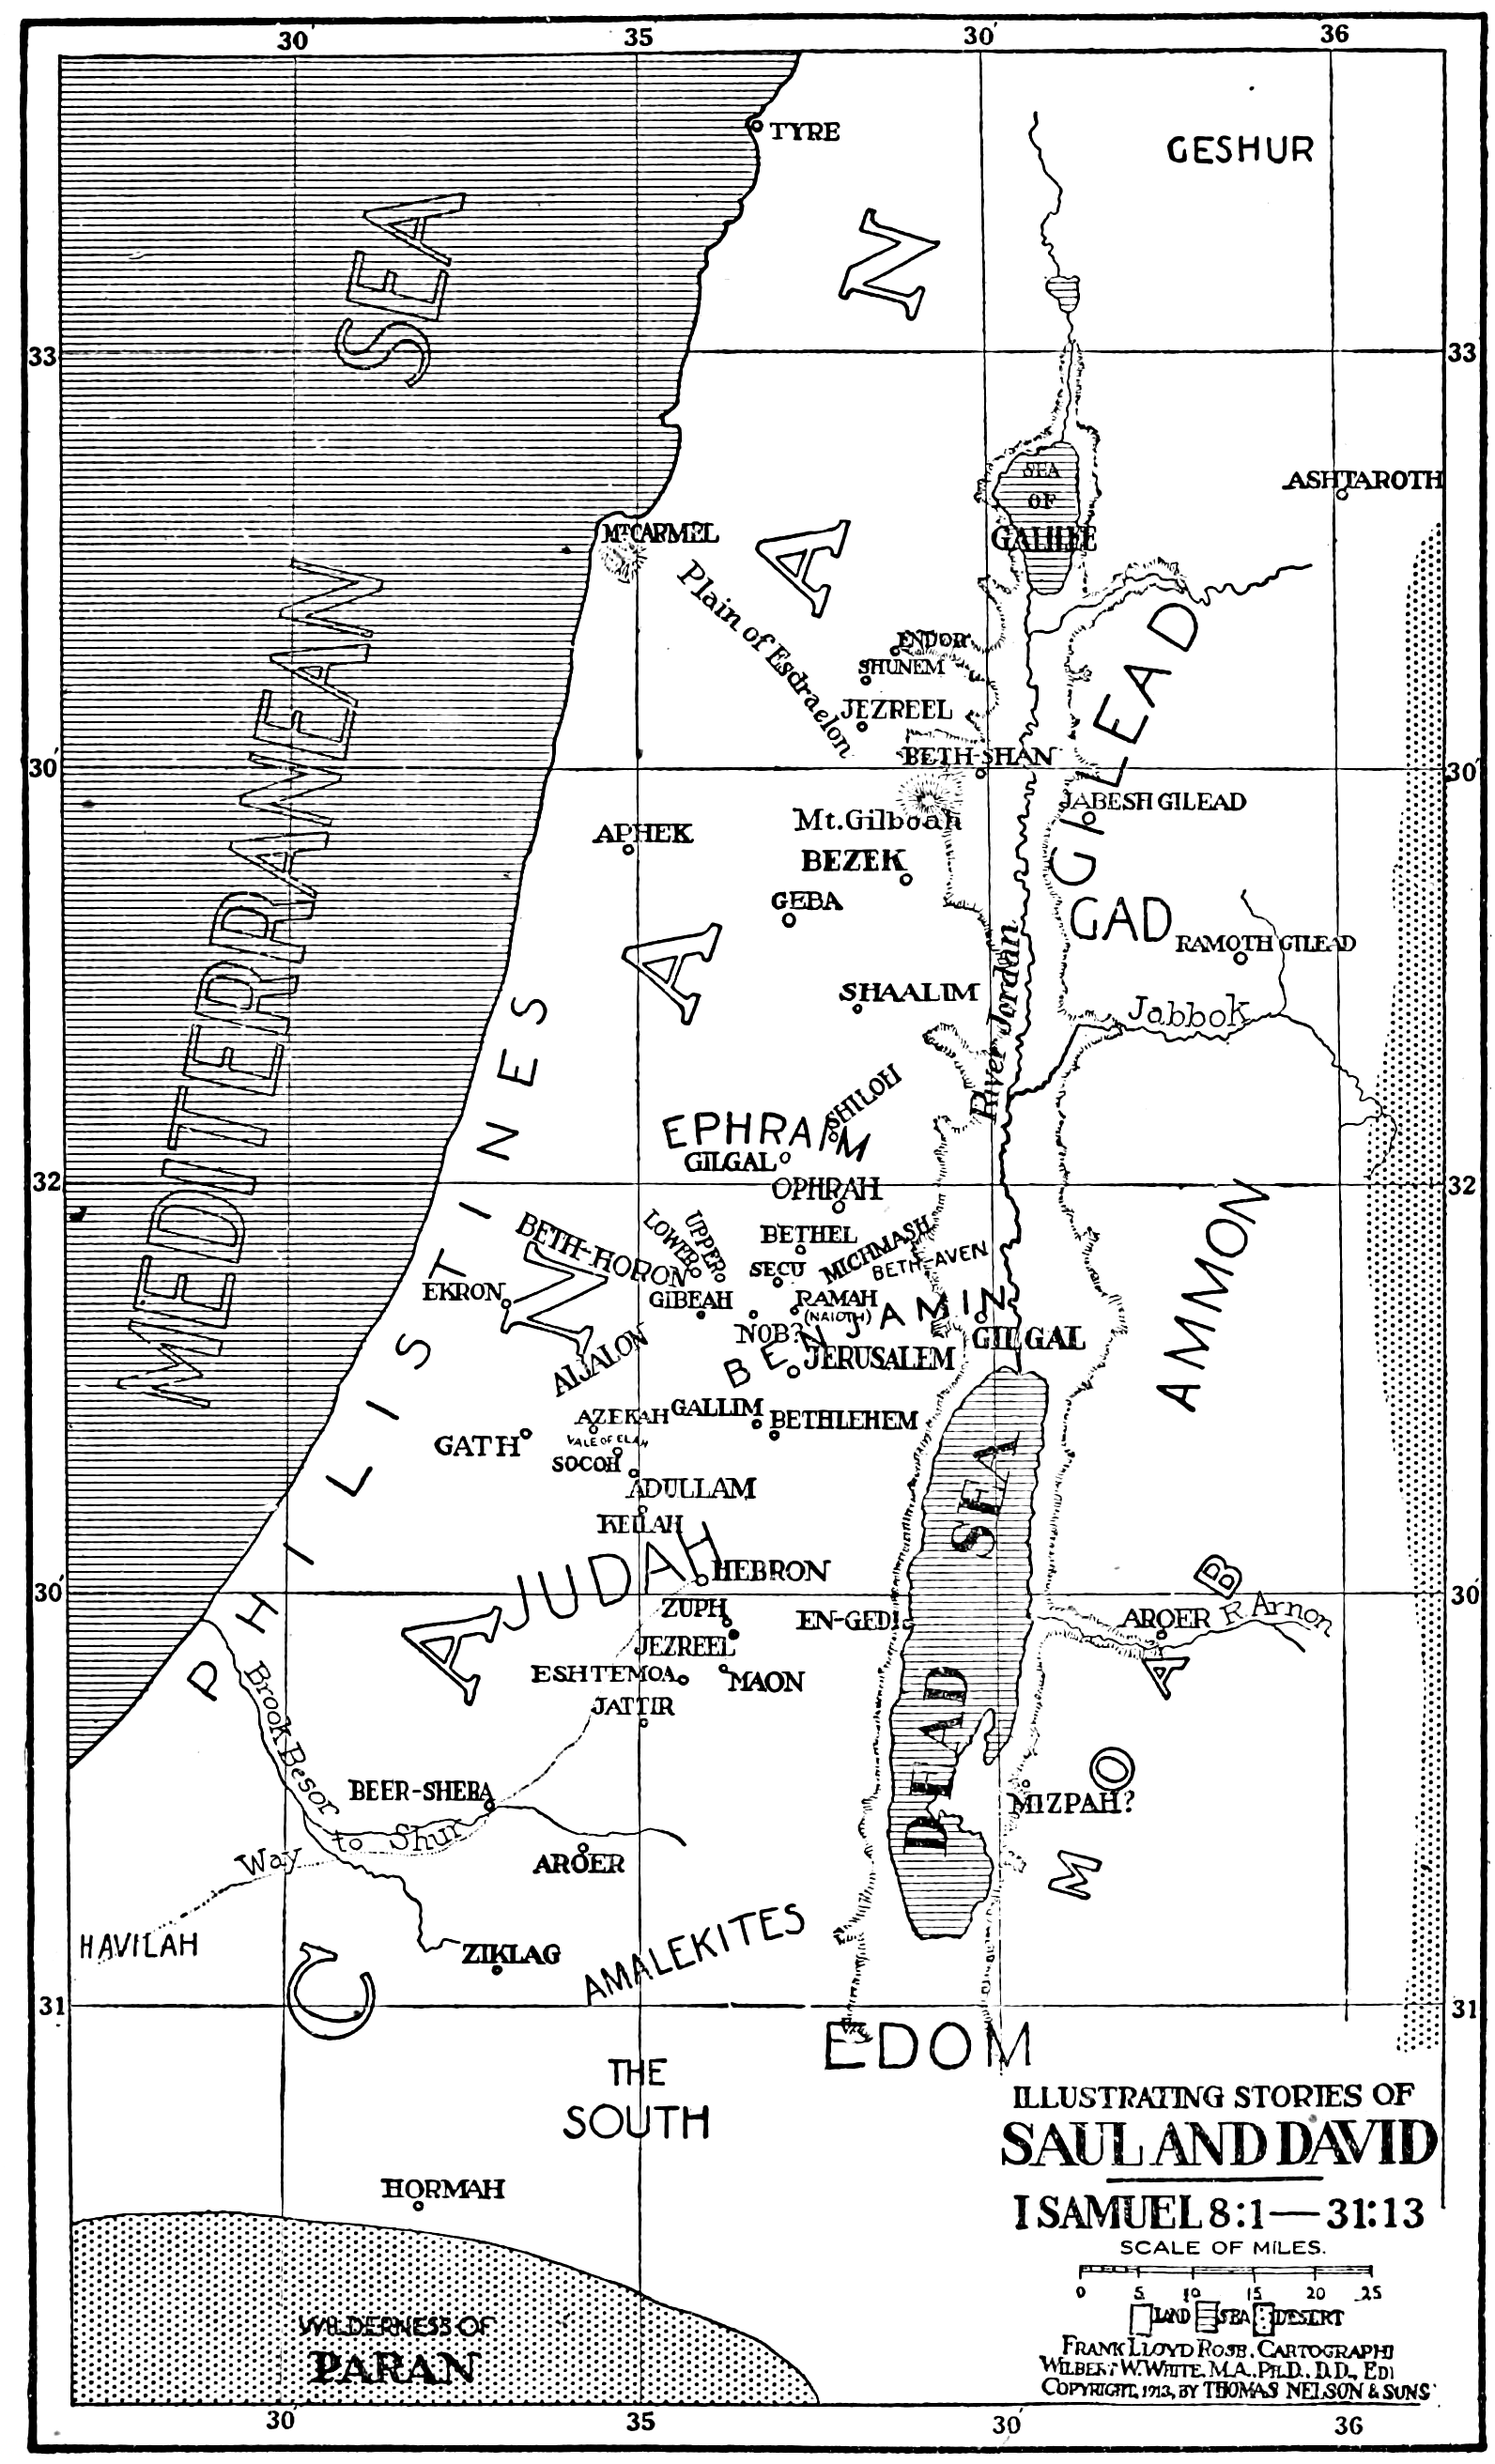 30'
35
30'
36
TYRE
GESHUR
MEDITERRANEAN SEA
CANAAN
33
33
SEA
OF
GALILEE
ASHTAROTH
MT CARMEL
Plain of Esdraelon
ENDOR
SHUNEM
JEZREEL
GILEAD
30'
BETH-SHAN
30'
JABESH GILEAD
Mt. Gilboah
APHEK
BEZEK
GEBA
GAD
RAMOTH GILEAD
SHAALIM
River Jordan
Jabbok
PHILISTINES
SHILOH
EPHRAIM
GILGAL
32
OPHRAH
32
AMMON
BETH-HORON
LOWER
UPPER
BETHEL
MICHMASH
BETH-AVEN
SECU
EKRON
GIBEAH
RAMAH
(NAIOTH)
NOB?
BENJAMIN
GILGAL
AIJALON
JERUSALEM
AZEKAH
GALLIM
BETHLEHEM
GATH
VALE OF ELAH
SOCOH
ADULLAM
KEILAH
DEAD SEA
JUDAH
HEBRON
30'
30'
ZUPH
EN-GEDI
AROER
R. Arnon
MOAB
JEZREEL
ESHTEMOA
MAON
JATTIR
Brook Besor
BEER-SHEBA
MIZPAH?
Way to Shur
AROER
HAVILAH
ZIKLAG
AMALEKITES
31
31
EDOM
THE
SOUTH
HORMAH
WILDERNESS OF
PARAN
ILLUSTRATING STORIES OF
SAUL AND DAVID
I SAMUEL 8:1—31:13
SCALE OF MILES.
0 5 10 15 20 25
LAND SEA DESERT
FRANK LLOYD ROSE. CARTOGRAPH
WILBERT W. WHITE. M.A., PH.D., D.D., ED
COPYRIGHT, 1913, BY THOMAS NELSON & SONS
30'
35
30'
36